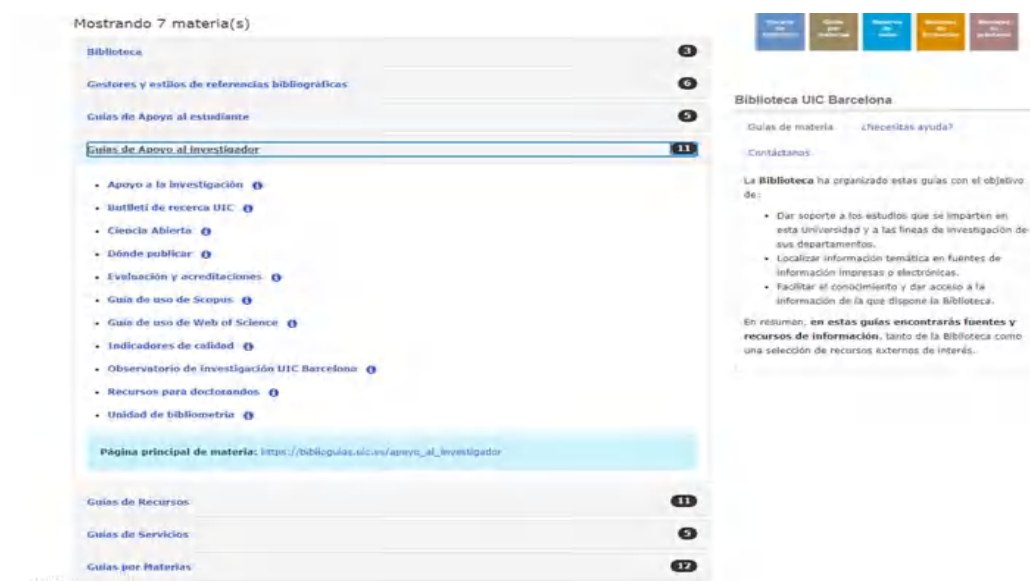 Mostrando 7 materia(s)
Biblioteca 3
Gestores y estilos de referencias bibliográficas 6
Guías de Apoyo al estudiante 5
Guías de Apoyo al investigador 11
• Apoyo a la investigación
• Butlletí de recerca UIC
• Ciencia Abierta
• Dónde publicar
• Evaluación y acreditaciones
• Guía de uso de Scopus
• Guía de uso de Web of Science
• Indicadores de calidad
• Observatorio de investigación UIC Barcelona
• Recursos para doctorandos
• Unidad de bibliometria
Página principal de materia: https://biblioguias.uic.es/apoyo_al_investigador
Guías de Recursos 11
Guías de Servicios 5
Guías por Materias 12
Biblioteca UIC Barcelona
Guías de materia ¿Necesitas ayuda?
Contáctanos
La Biblioteca ha organizado estas guías con el objetivo
de:
• Dar soporte a los estudios que se imparten en
esta Universidad y a las líneas de investigación de
sus departamentos.
• Localizar información temática en fuentes de
información impresas o electrónicas.
• Facilitar el conocimiento y dar acceso a la
información de la que dispone la Biblioteca.
En resumen, en estas guías encontrarás fuentes y
recursos de información, tanto de la Biblioteca como
una selección de recursos externos de interés.